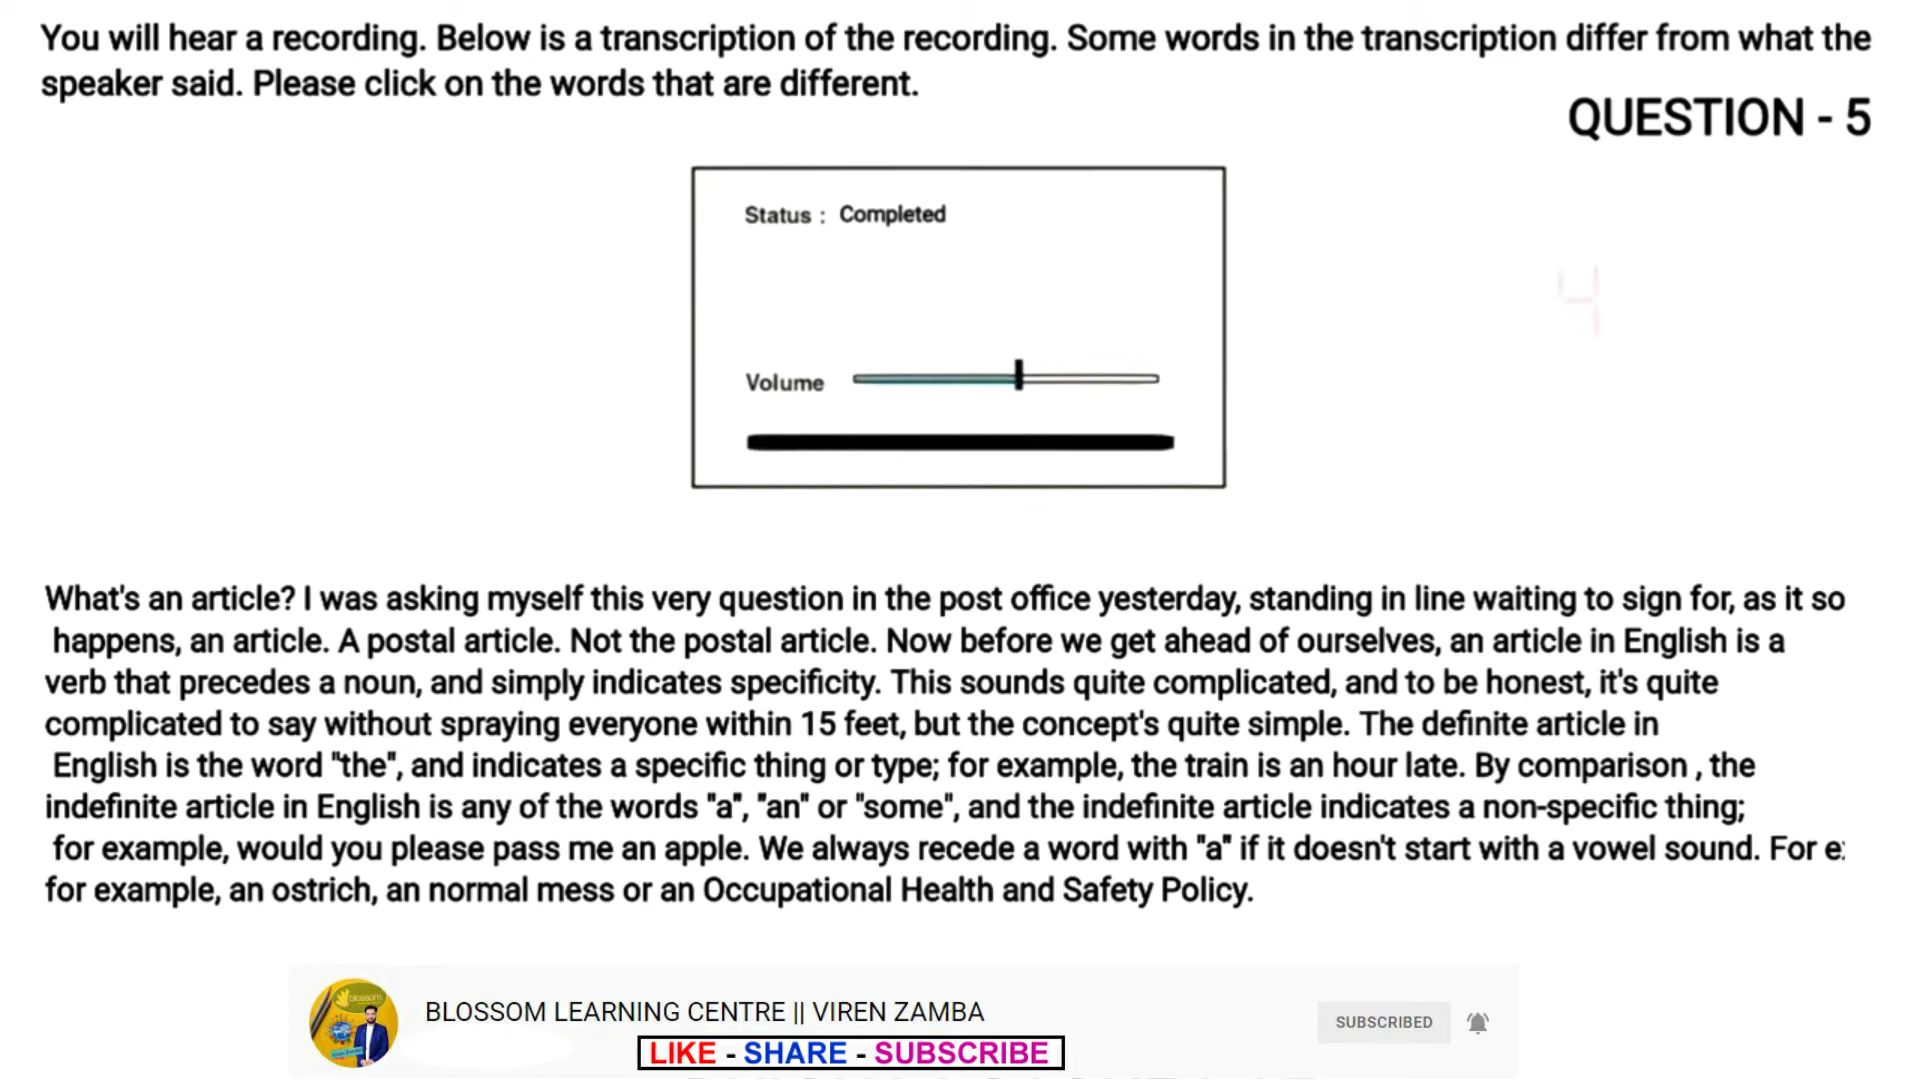 You will hear a recording. Below is a transcription of the recording. Some words in the transcription differ from what the
speaker said. Please click on the words that are different.
QUESTION - 5
Status : Completed
4
Volume
What's an article? I was asking myself this very question in the post office yesterday, standing in line waiting to sign for, as it so
happens, an article. A postal article. Not the postal article. Now before we get ahead of ourselves, an article in English is a
verb that precedes a noun, and simply indicates specificity. This sounds quite complicated, and to be honest, it's quite
complicated to say without spraying everyone within 15 feet, but the concept's quite simple. The definite article in
English is the word "the", and indicates a specific thing or type; for example, the train is an hour late. By comparison , the
indefinite article in English is any of the words "a", "an" or "some", and the indefinite article indicates a non-specific thing;
for example, would you please pass me an apple. We always recede a word with "a" if it doesn't start with a vowel sound. For
for example, an ostrich, an normal mess or an Occupational Health and Safety Policy.
blossom
BLOSSOM LEARNING CENTRE || VIREN ZAMBA
SUBSCRIBED
LIKE - SHARE - SUBSCRIBE